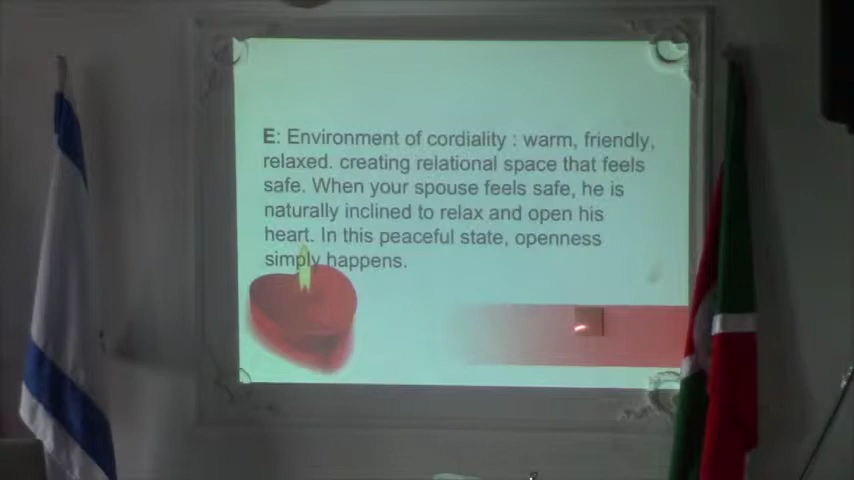 E: Environment of cordiality : warm, friendly,
relaxed. creating relational space that feels
safe. When your spouse feels safe, he is
naturally inclined to relax and open his
heart. In this peaceful state, openness
simply happens.